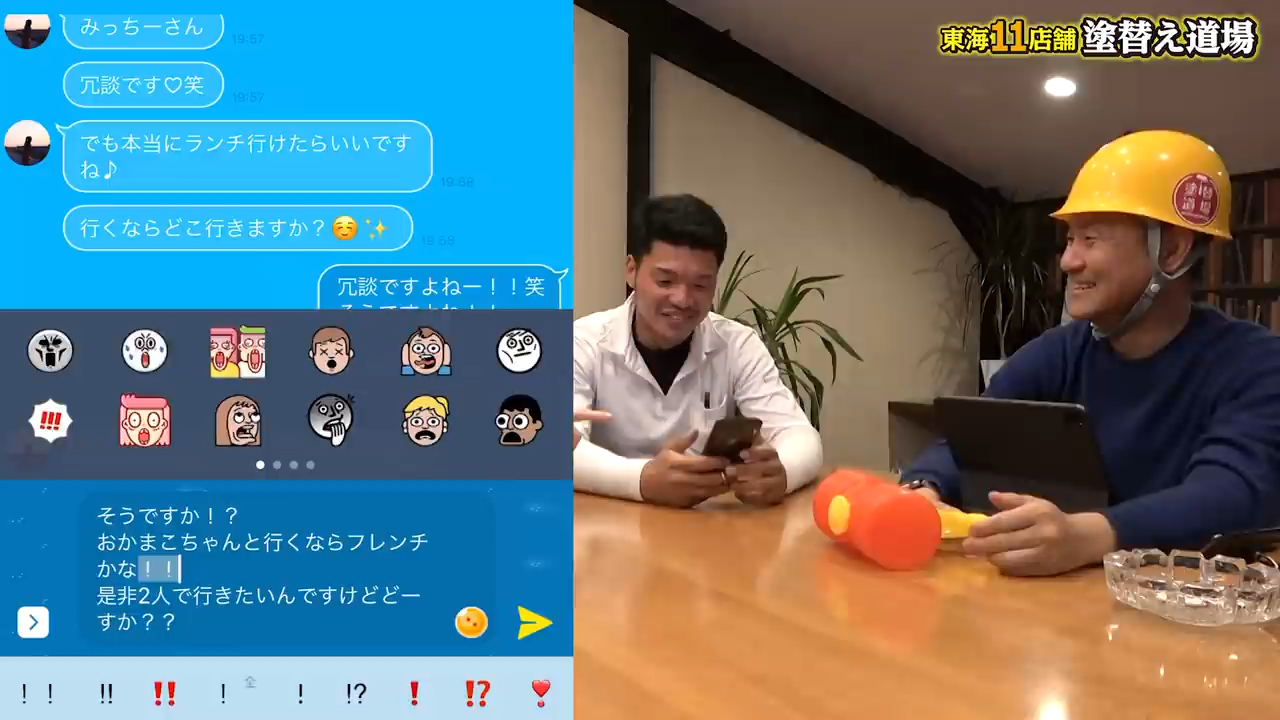 みっちーさん
19:57
冗談です♡笑
19:57
でも本当にランチ行けたらいいです
ね♪
19:58
行くならどこ行きますか？☺️✨
19:58
冗談ですよねー！！笑
そうですか！？
おかまこちゃんと行くならフレンチ
かな！！
是非2人で行きたいんですけどどー
すか？？
！！ ‼ ‼️ ！ 全 ! !? ❗ ⁉️ ❣️
東海11店舗 塗替え道場
塗替
道場